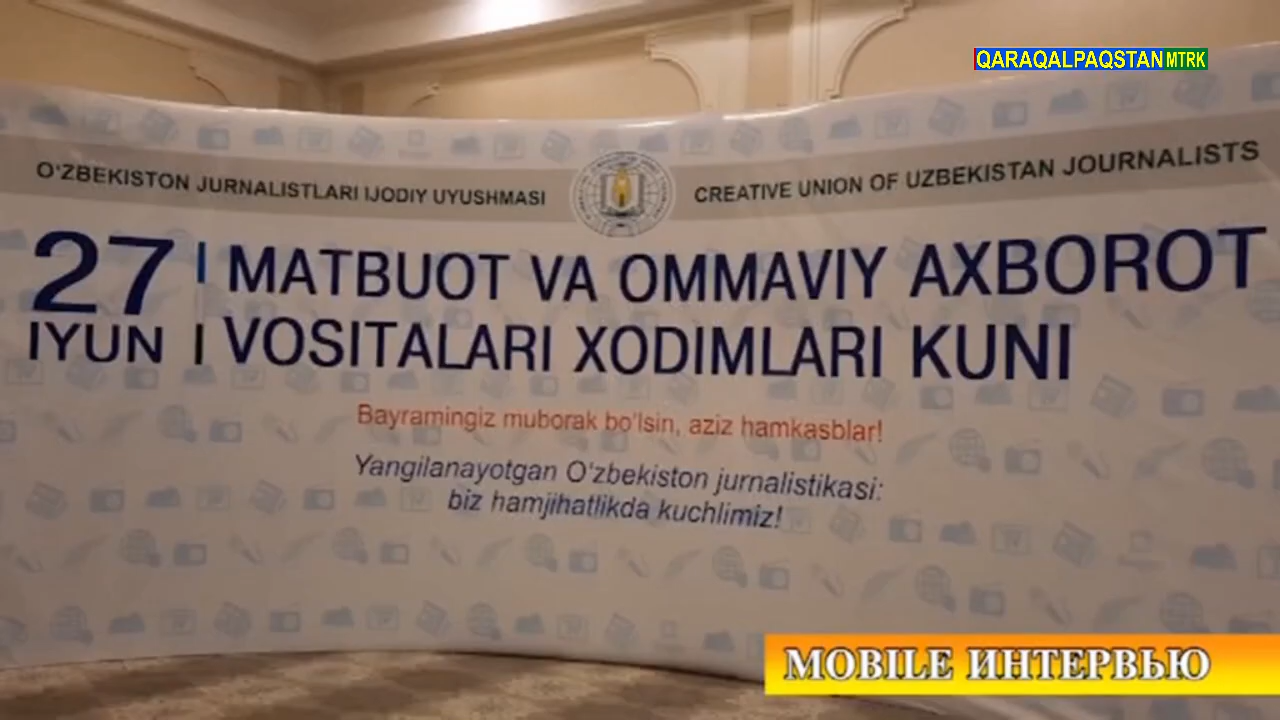 QARAQALPAQSTAN MTRK
O'ZBEKISTON JURNALISTLARI IJODIY UYUSHMASI
CREATIVE UNION OF UZBEKISTAN JOURNALISTS
27 IYUN
MATBUOT VA OMMAVIY AXBOROT
VOSITALARI XODIMLARI KUNI
Bayramingiz muborak bo'lsin, aziz hamkasblar!
Yangilanayotgan O'zbekiston jurnalistikasi:
biz hamjihatlikda kuchlimiz!
MOBILE ИНТЕРВЬЮ